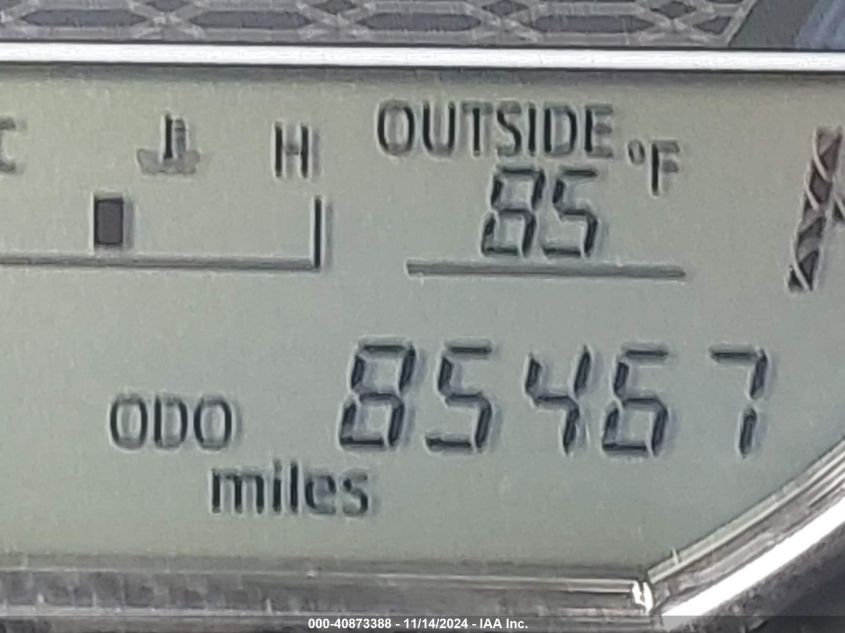 C H OUTSIDE °F
85
ODO 85467
miles
000-40873388 - 11/14/2024 - IAA Inc.